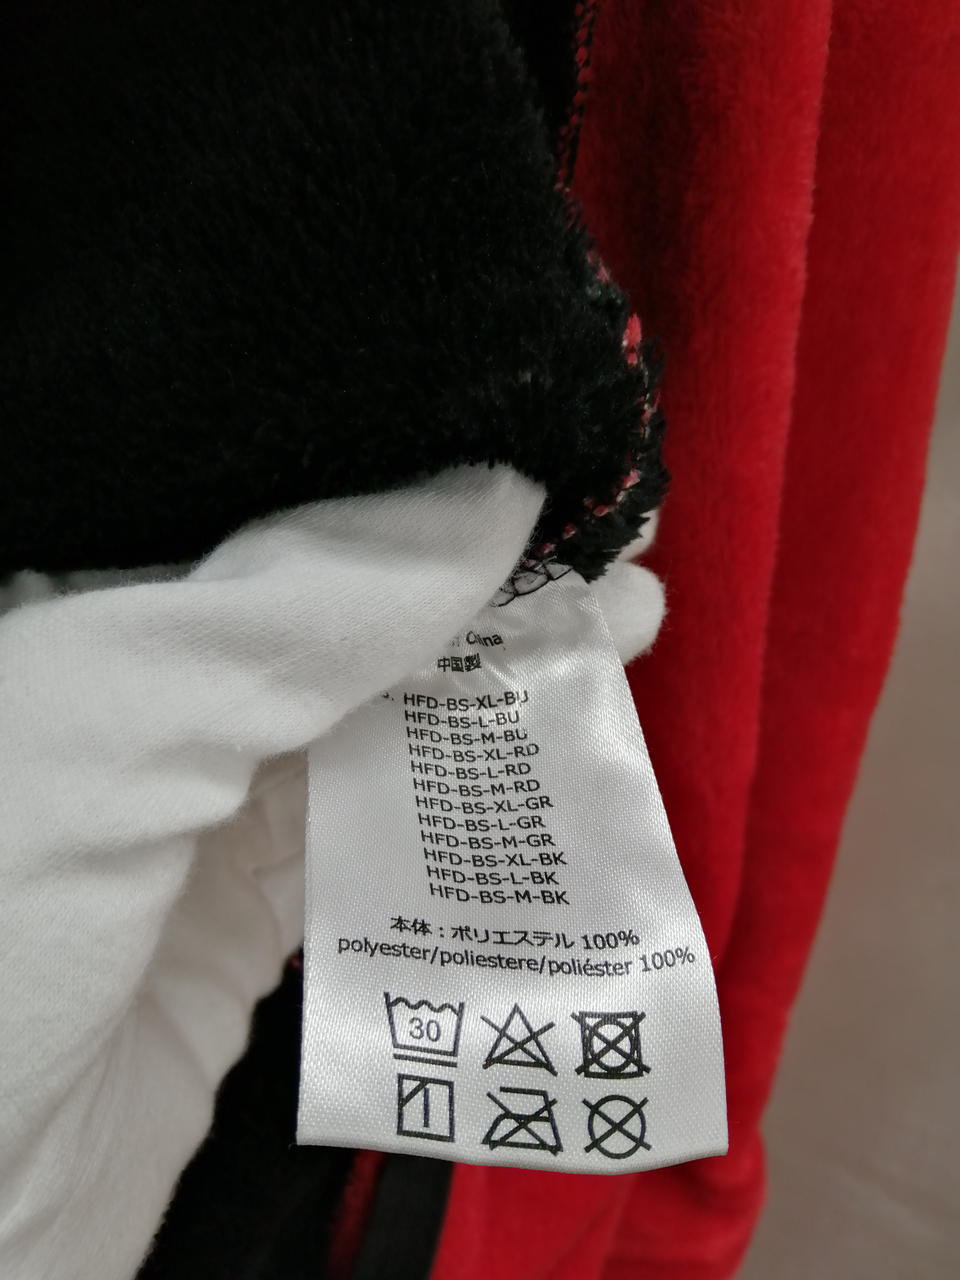 China
中国製
HFD-BS-XL-BU
HFD-BS-L-BU
HFD-BS-M-BU
HFD-BS-XL-RD
HFD-BS-L-RD
HFD-BS-M-RD
HFD-BS-XL-GR
HFD-BS-L-GR
HFD-BS-M-GR
HFD-BS-XL-BK
HFD-BS-L-BK
HFD-BS-M-BK
本体：ポリエステル 100%
polyester/poliestere/poliéster 100%
30